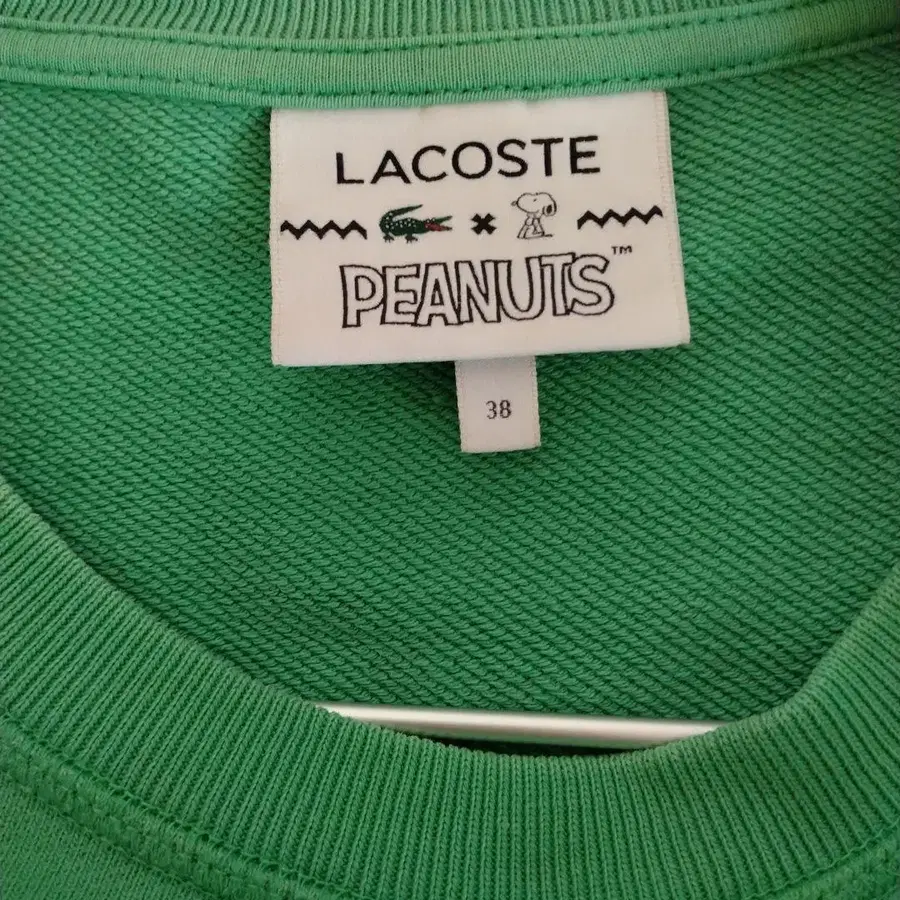 LACOSTE
×
PEANUTS™
38